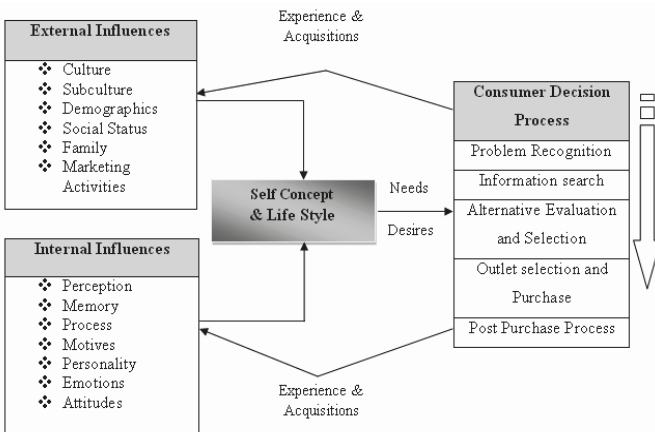 Experience &
Acquisitions
External Influences
❖ Culture
❖ Subculture
❖ Demographics
❖ Social Status
❖ Family
❖ Marketing
Activities
Self Concept
& Life Style
Needs
Desires
Internal Influences
❖ Perception
❖ Memory
❖ Process
❖ Motives
❖ Personality
❖ Emotions
❖ Attitudes
Consumer Decision
Process
Problem Recognition
Information search
Alternative Evaluation
and Selection
Outlet selection and
Purchase
Post Purchase Process
Experience &
Acquisitions